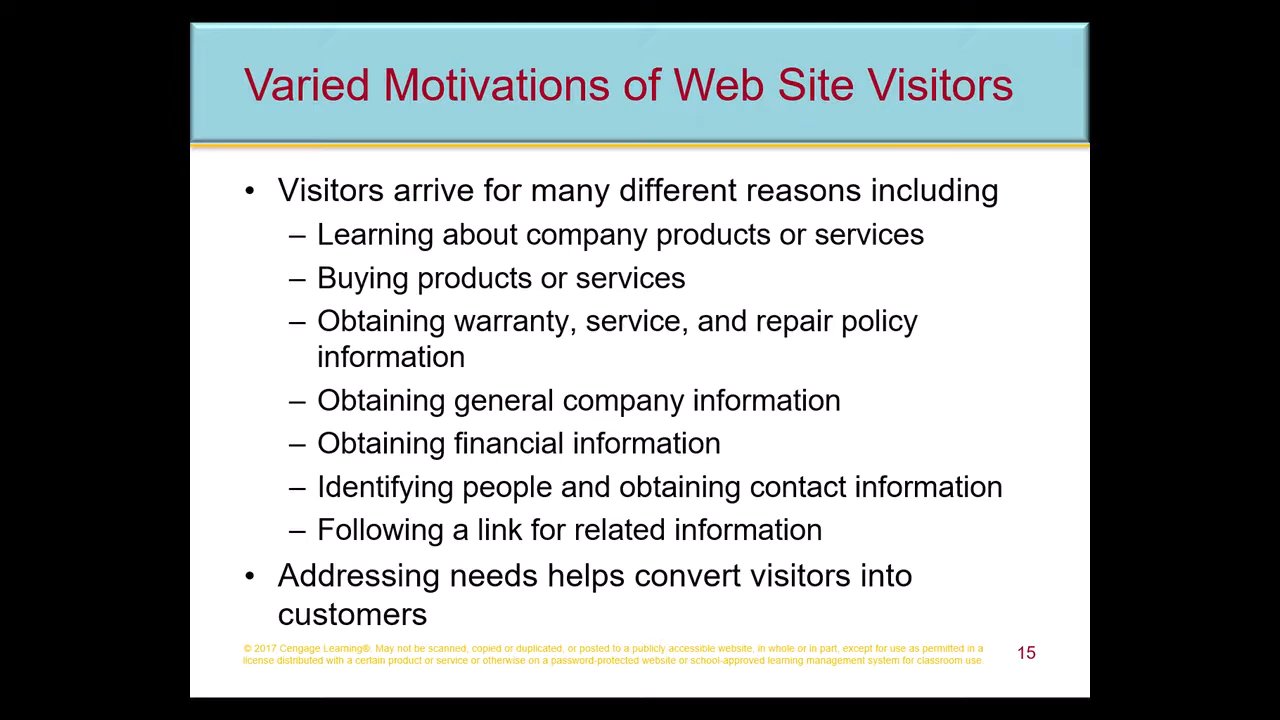 Varied Motivations of Web Site Visitors
• Visitors arrive for many different reasons including
– Learning about company products or services
– Buying products or services
– Obtaining warranty, service, and repair policy
information
– Obtaining general company information
– Obtaining financial information
– Identifying people and obtaining contact information
– Following a link for related information
• Addressing needs helps convert visitors into
customers
© 2017 Cengage Learning®. May not be scanned, copied or duplicated, or posted to a publicly accessible website, in whole or in part, except for use as permitted in a
license distributed with a certain product or service or otherwise on a password-protected website or school-approved learning management system for classroom use.
15